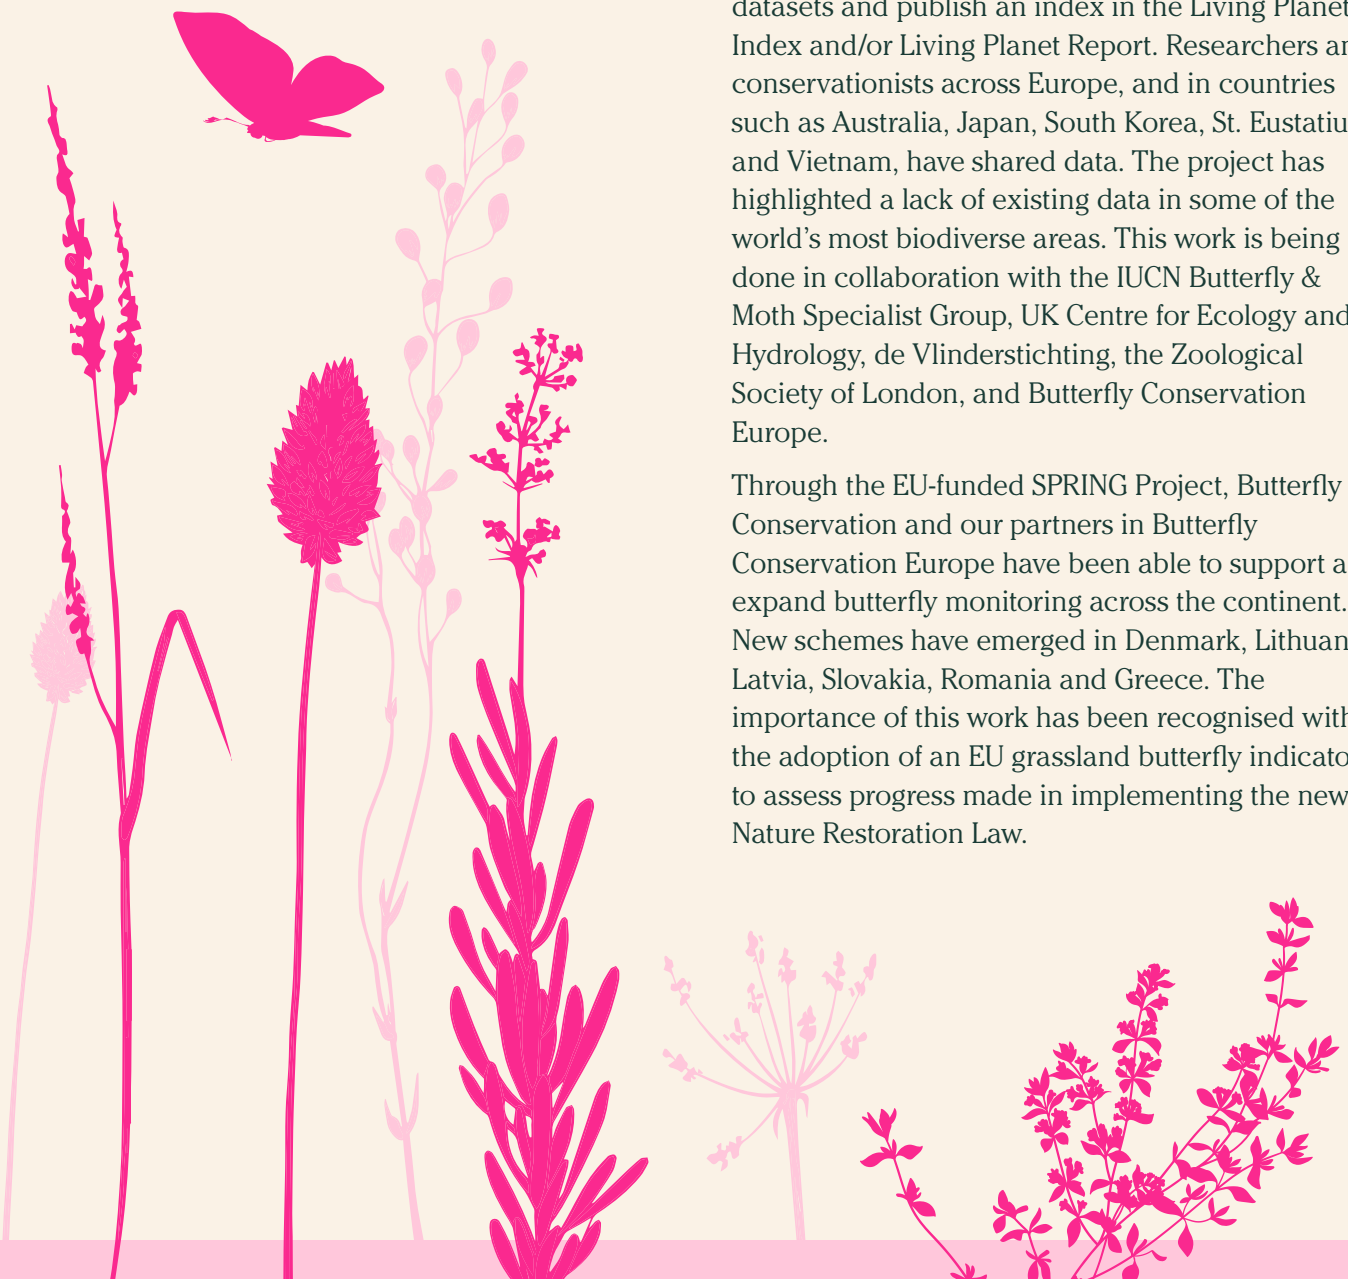 datasets and publish an index in the Living Planet
Index and/or Living Planet Report. Researchers
conservationists across Europe, and in countries
such as Australia, Japan, South Korea, St.
and Vietnam, have shared data. The project has
highlighted a lack of existing data in some of the
world’s most biodiverse areas. This work is being
done in collaboration with the IUCN Butterfly &
Moth Specialist Group, UK Centre for Ecology and
Hydrology, de Vlinderstichting, the Zoological
Society of London, and Butterfly Conservation
Europe.
Through the EU-funded SPRING Project, Butterfly
Conservation and our partners in Butterfly
Conservation Europe have been able to support
expand butterfly monitoring across the continent.
New schemes have emerged in Denmark,
Latvia, Slovakia, Romania and Greece. The
importance of this work has been recognised with
the adoption of an EU grassland butterfly
to assess progress made in implementing the new
Nature Restoration Law.